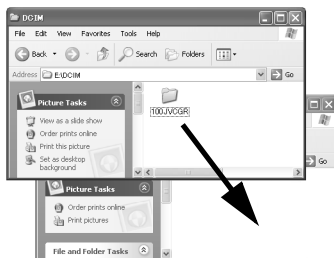 DCIM
File Edit View Favorites Tools Help
Back Search Folders
Address E:\DCIM Go
Picture Tasks
View as a slide show
Order prints online
Print this picture
Set as desktop
background
100JVCGR
Go
Picture Tasks
Order prints online
Print pictures
File and Folder Tasks